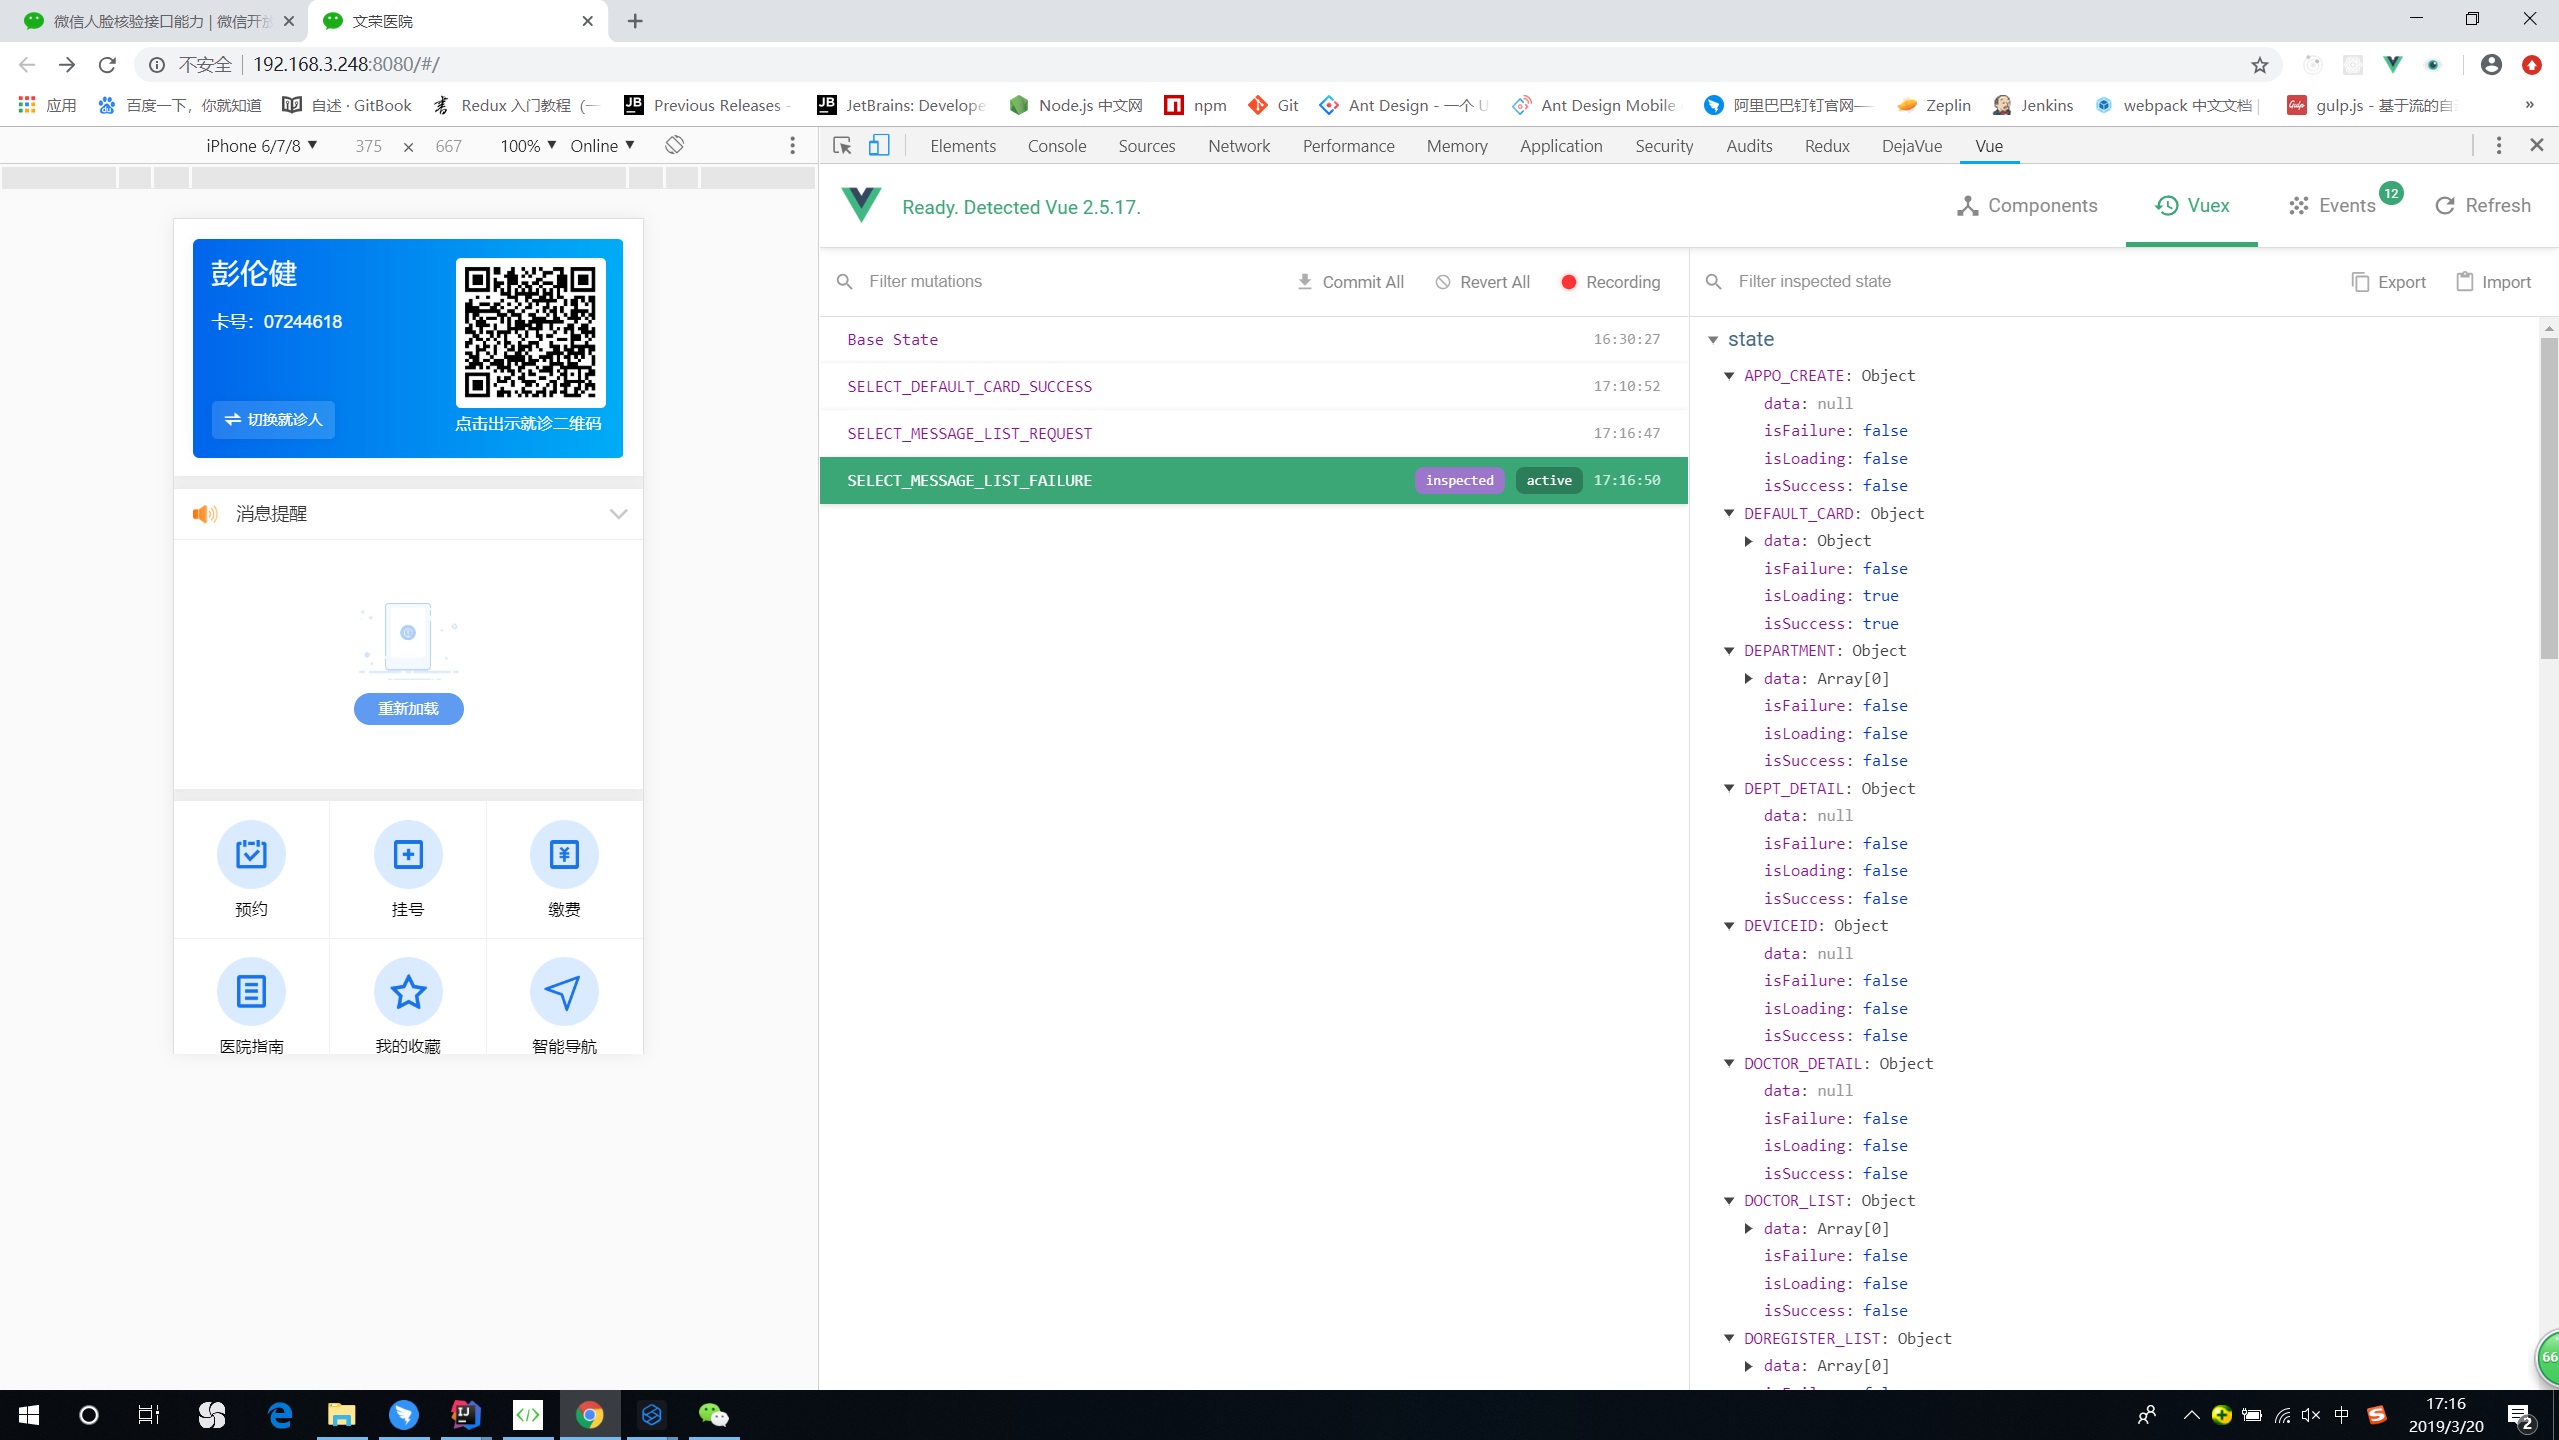 微信人脸核验接口能力 | 微信开放
文荣医院
不安全 192.168.3.248:8080/#/
应用 百度一下，你就知道 自述 · GitBook Redux 入门教程（一 Previous Releases - JetBrains: Develope Node.js 中文网 npm Git Ant Design - 一个 U Ant Design Mobile 阿里巴巴钉钉官网— Zeplin Jenkins webpack 中文文档 | gulp.js - 基于流的自 »
iPhone 6/7/8 375 × 667 100% Online
Elements Console Sources Network Performance Memory Application Security Audits Redux DejaVue Vue
Ready. Detected Vue 2.5.17.
Components Vuex Events 12 Refresh
Filter mutations Commit All Revert All Recording
Filter inspected state Export Import
彭伦健
卡号：07244618
切换就诊人
点击出示就诊二维码
消息提醒
重新加载
预约 挂号 缴费
医院指南 我的收藏 智能导航
Base State 16:30:27
SELECT_DEFAULT_CARD_SUCCESS 17:10:52
SELECT_MESSAGE_LIST_REQUEST 17:16:47
SELECT_MESSAGE_LIST_FAILURE inspected active 17:16:50
state
APPO_CREATE: Object
data: null
isFailure: false
isLoading: false
isSuccess: false
DEFAULT_CARD: Object
data: Object
isFailure: false
isLoading: true
isSuccess: true
DEPARTMENT: Object
data: Array[0]
isFailure: false
isLoading: false
isSuccess: false
DEPT_DETAIL: Object
data: null
isFailure: false
isLoading: false
isSuccess: false
DEVICEID: Object
data: null
isFailure: false
isLoading: false
isSuccess: false
DOCTOR_DETAIL: Object
data: null
isFailure: false
isLoading: false
isSuccess: false
DOCTOR_LIST: Object
data: Array[0]
isFailure: false
isLoading: false
isSuccess: false
DOREGISTER_LIST: Object
data: Array[0]
66
中
17:16
2019/3/20
2